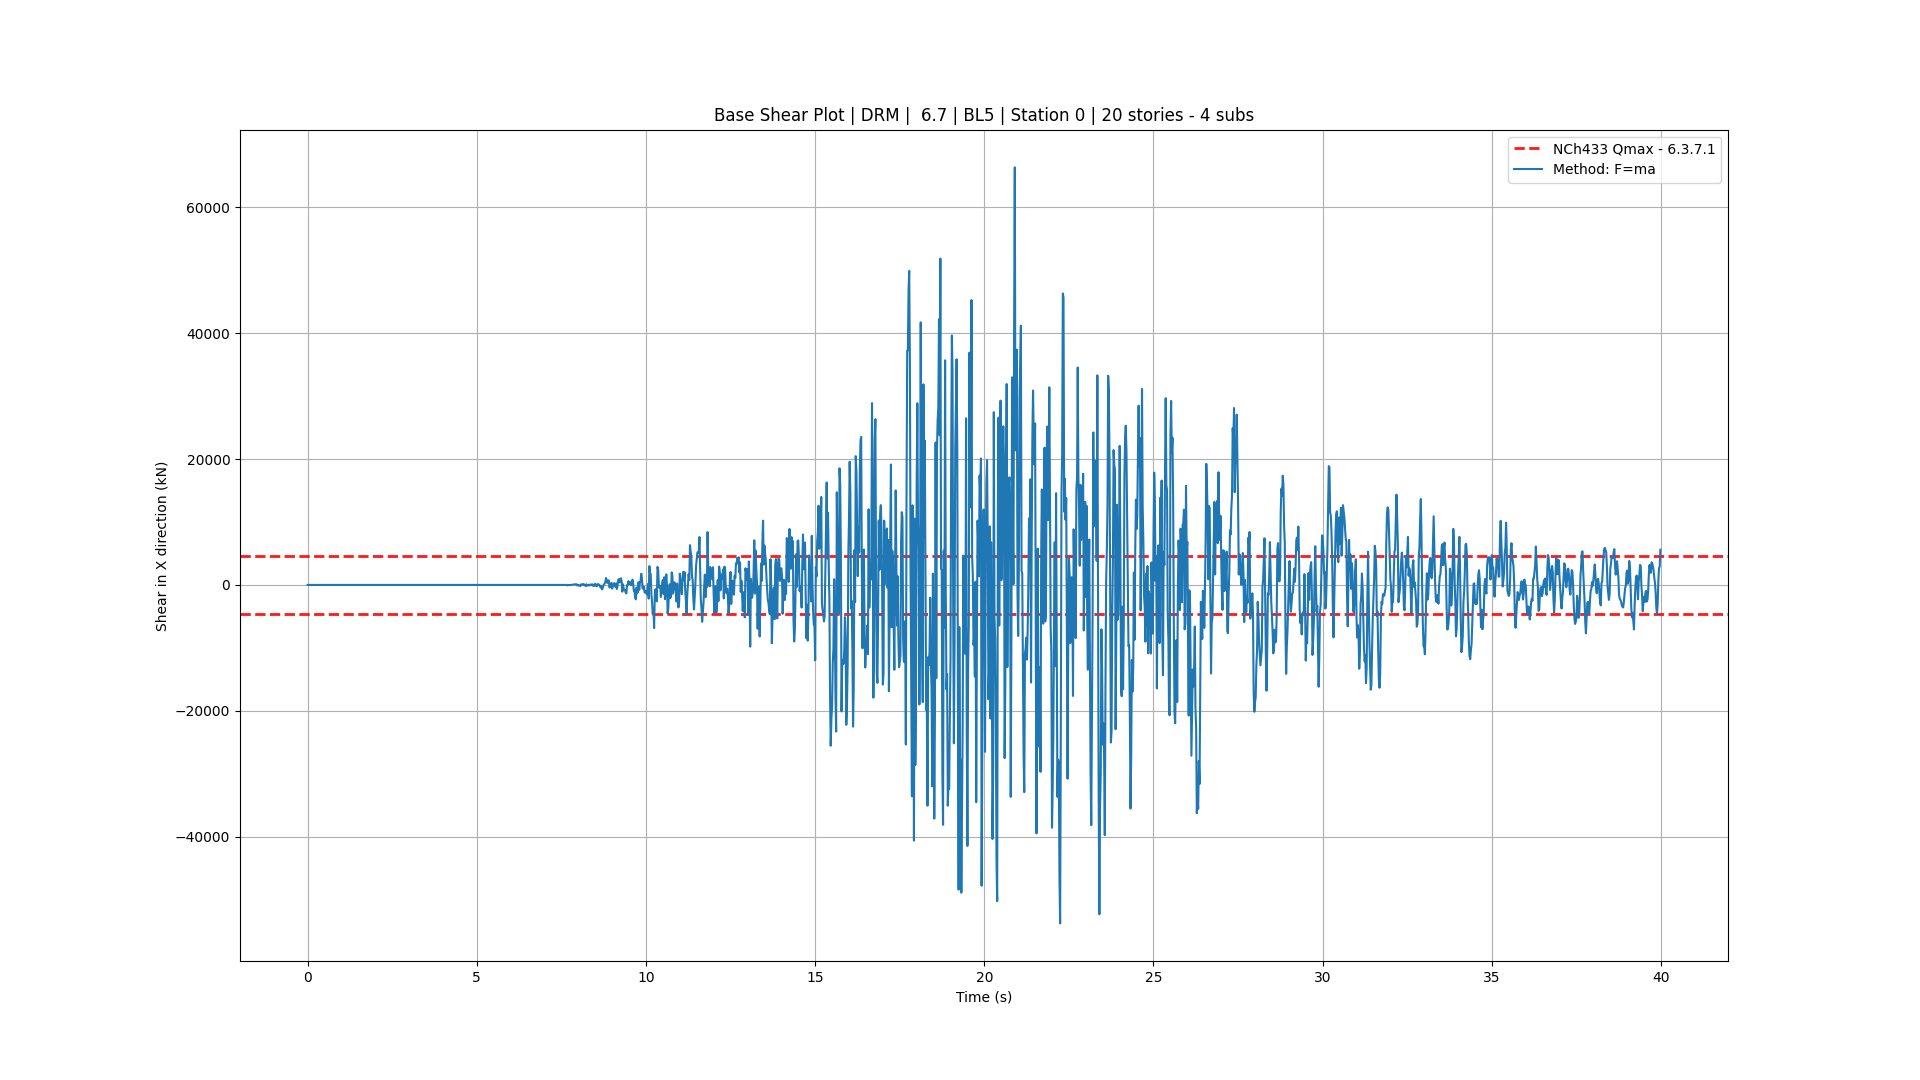 Base Shear Plot | DRM |  6.7 | BL5 | Station 0 | 20 stories - 4 subs
NCh433 Qmax - 6.3.7.1
Method: F=ma
Shear in X direction (kN)
60000
40000
20000
0
−20000
−40000
0 5 10 15 20 25 30 35 40
Time (s)